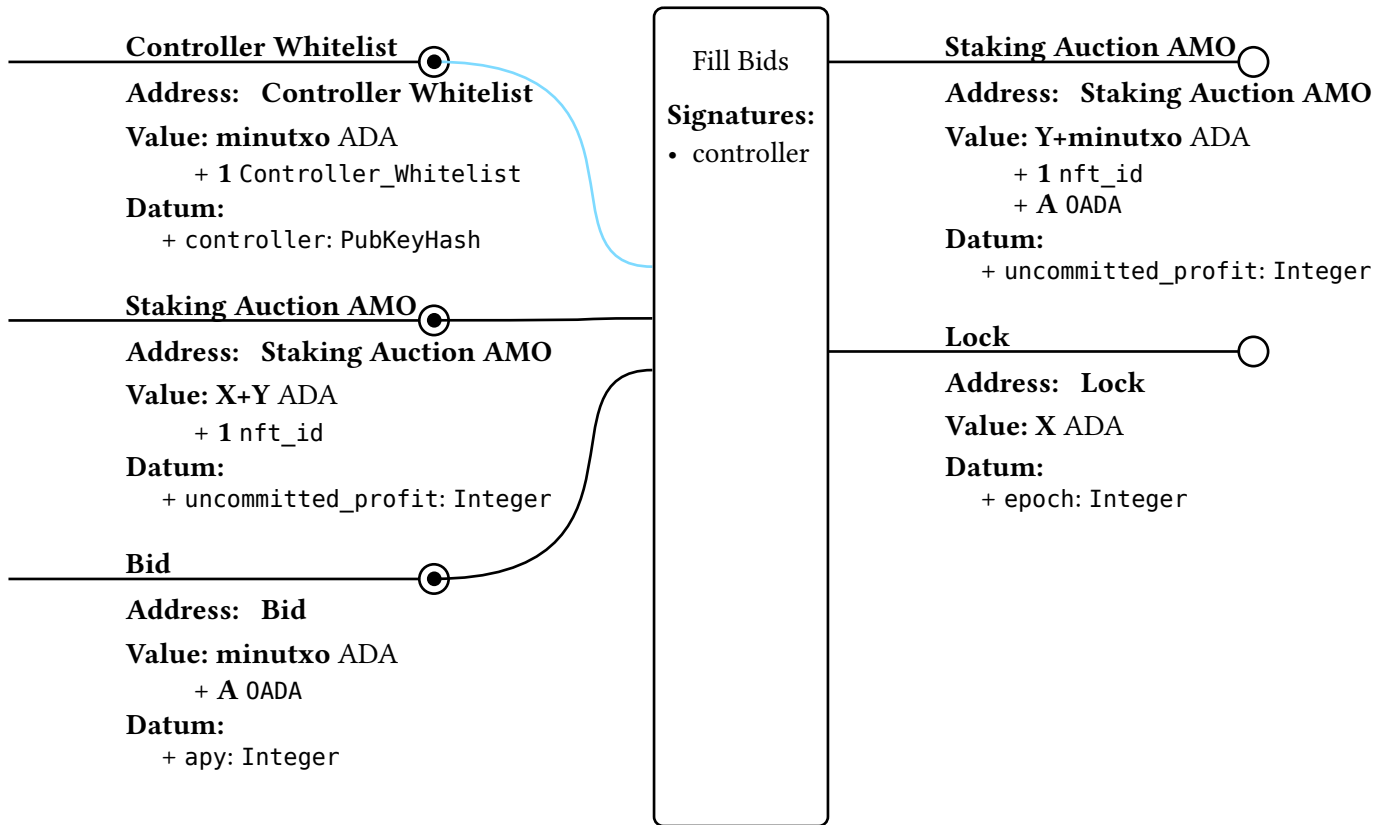 Controller Whitelist
Address: Controller Whitelist
Value: minutxo ADA
+ 1 Controller_Whitelist
Datum:
+ controller: PubKeyHash
Staking Auction AMO
Address: Staking Auction AMO
Value: X+Y ADA
+ 1 nft_id
Datum:
+ uncommitted_profit: Integer
Bid
Address: Bid
Value: minutxo ADA
+ A OADA
Datum:
+ apy: Integer
Fill Bids
Signatures:
• controller
Staking Auction AMO
Address: Staking Auction AMO
Value: Y+minutxo ADA
+ 1 nft_id
+ A OADA
Datum:
+ uncommitted_profit: Integer
Lock
Address: Lock
Value: X ADA
Datum:
+ epoch: Integer